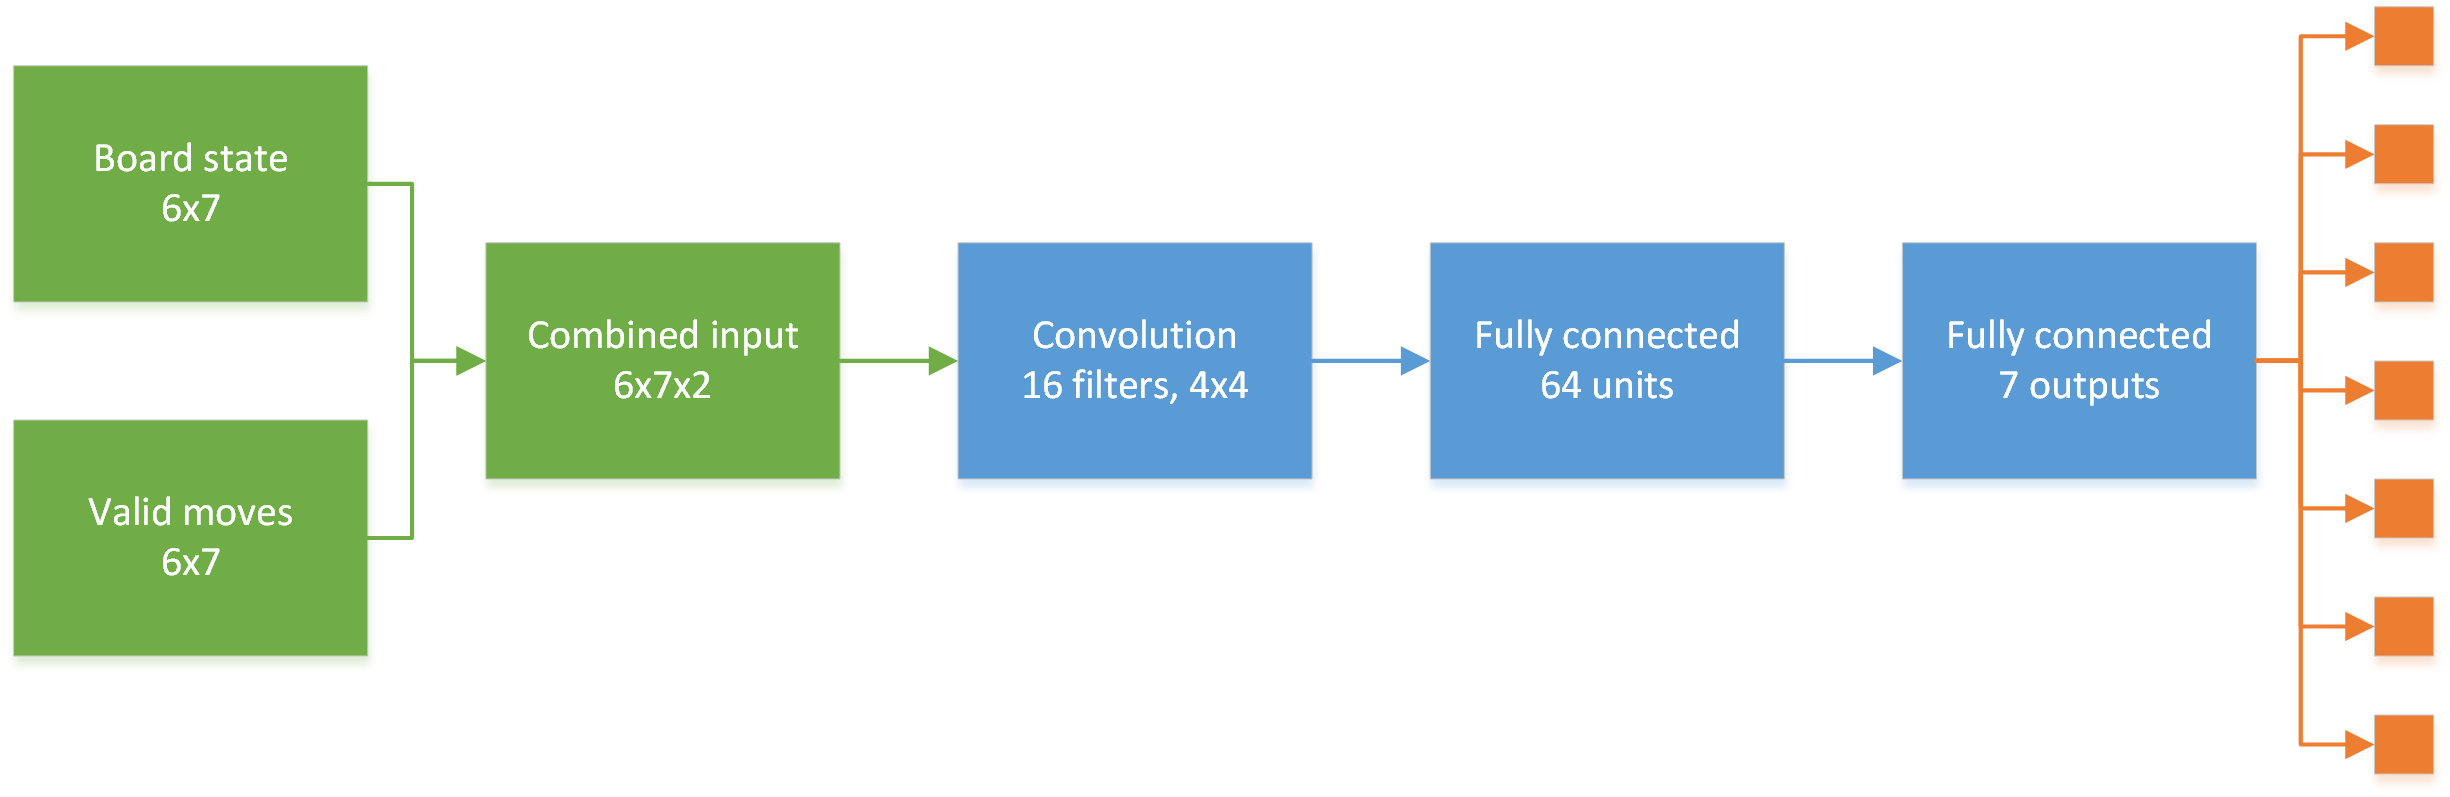 Board state
6x7
Valid moves
6x7
Combined input
6x7x2
Convolution
16 filters, 4x4
Fully connected
64 units
Fully connected
7 outputs